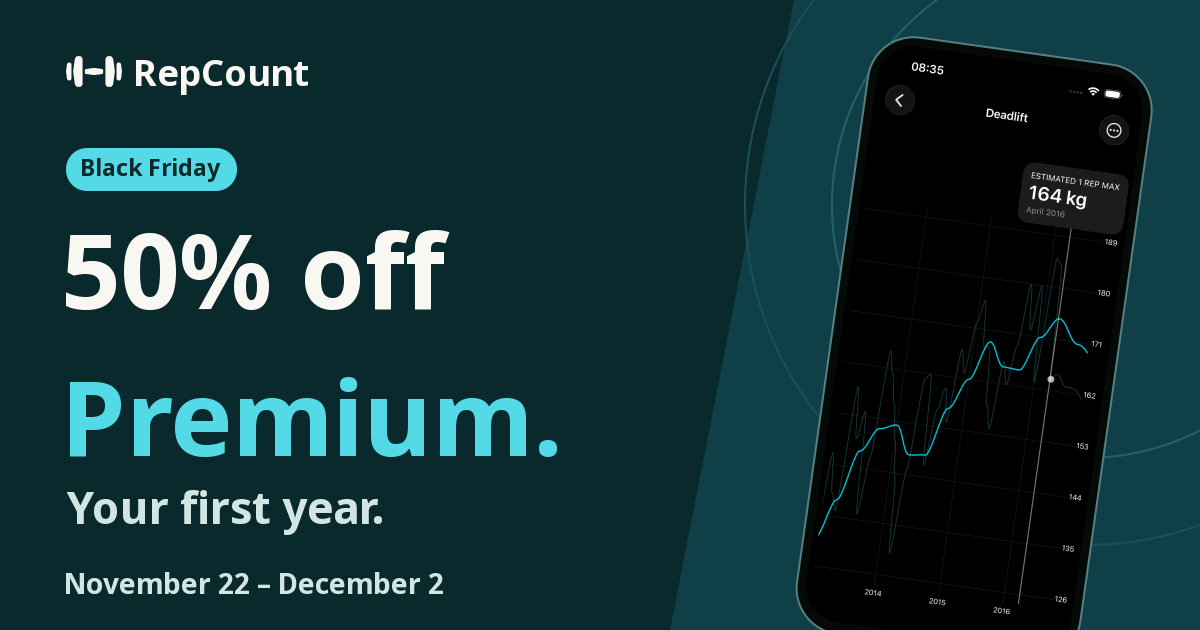 RepCount
Black Friday
50% off
Premium.
Your first year.
November 22 – December 2
08:35
Deadlift
ESTIMATED 1 REP MAX
164 kg
April 2016
189
180
171
162
153
144
135
126
2014
2015
2016